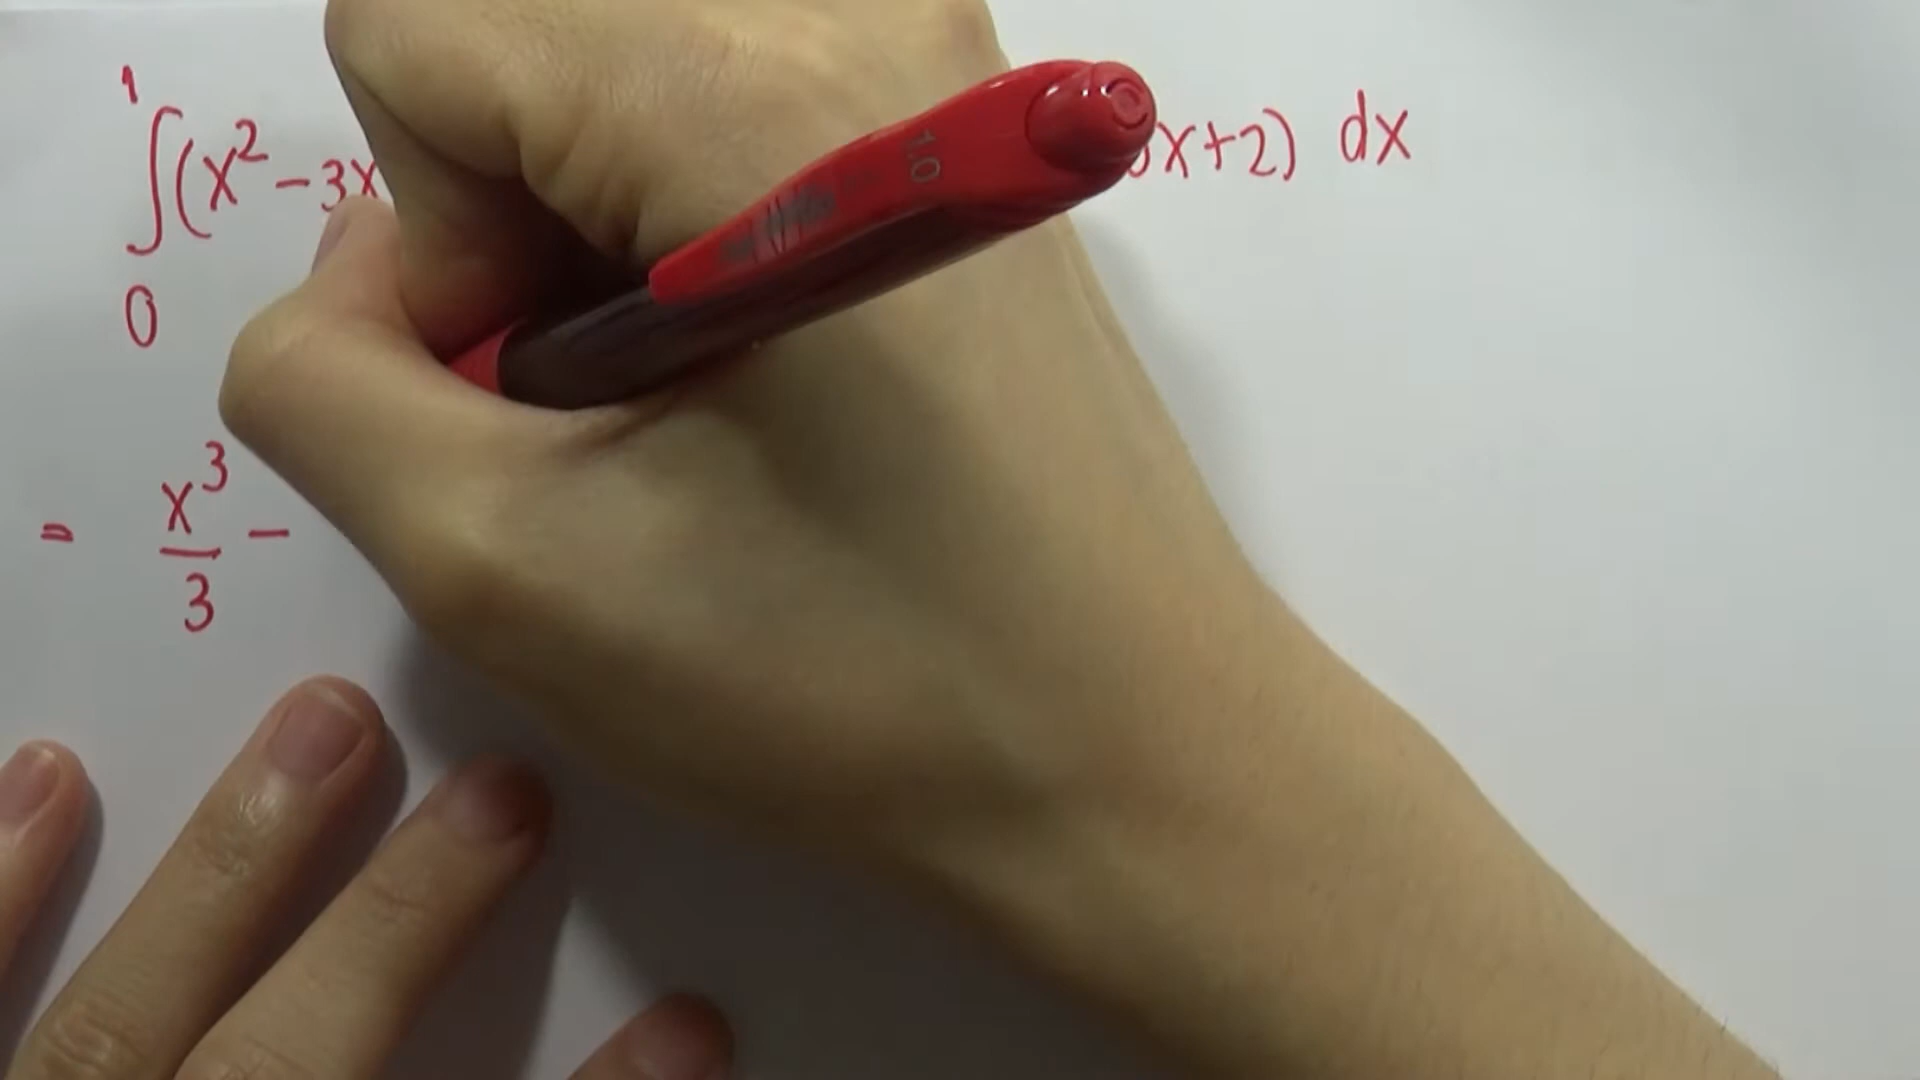 1
∫(x² - 3x x+2) dx
0
= x³/3 -
1.0